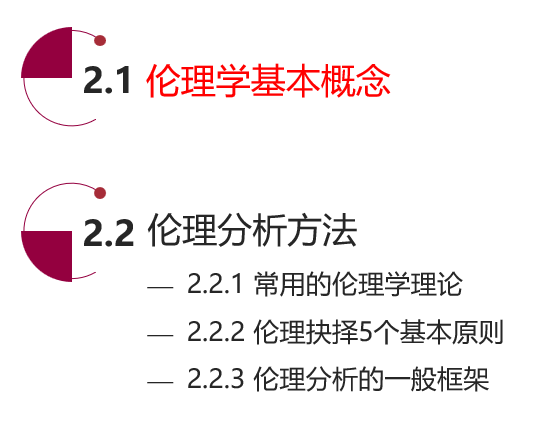 2.1 伦理学基本概念
2.2 伦理分析方法
— 2.2.1 常用的伦理学理论
— 2.2.2 伦理抉择5个基本原则
— 2.2.3 伦理分析的一般框架